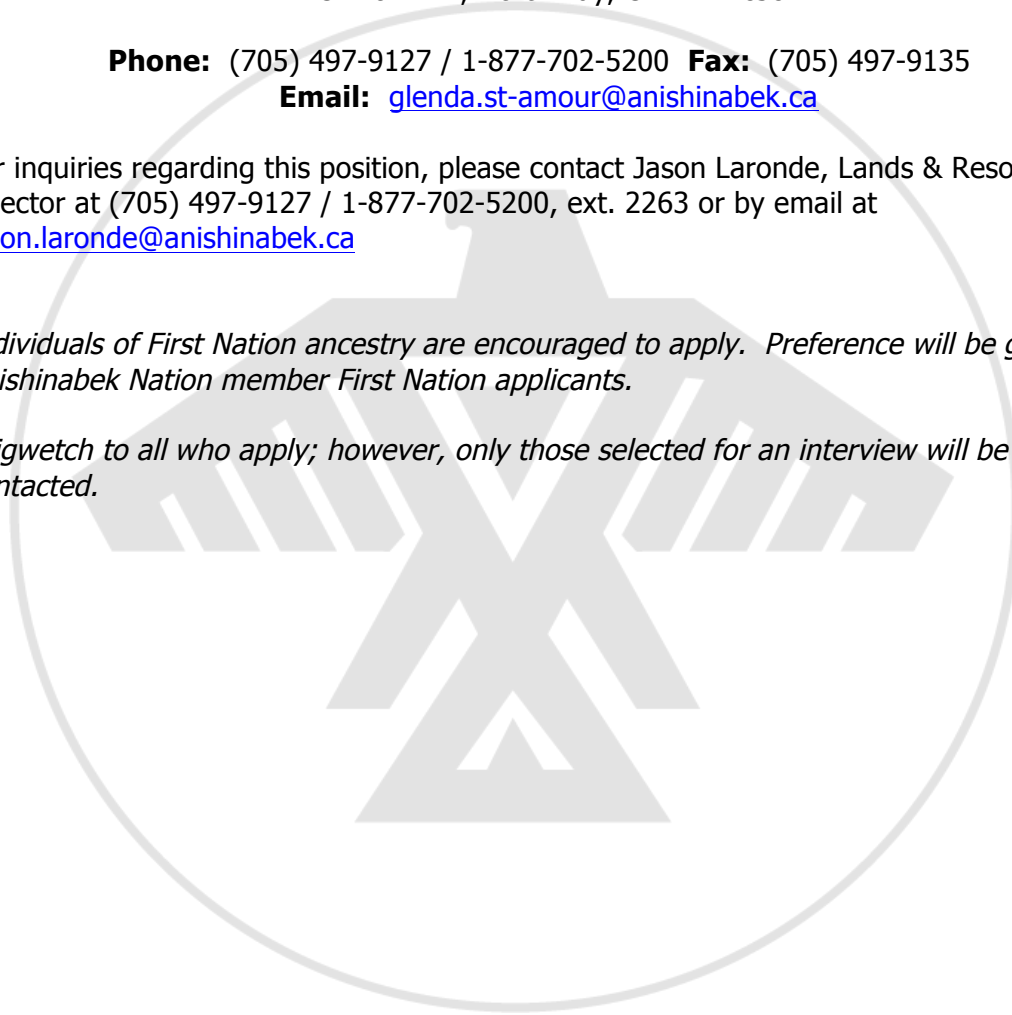 Phone: (705) 497-9127 / 1-877-702-5200 Fax: (705) 497-9135
Email: glenda.st-amour@anishinabek.ca
r inquiries regarding this position, please contact Jason Laronde, Lands & Reso
ector at (705) 497-9127 / 1-877-702-5200, ext. 2263 or by email at
on.laronde@anishinabek.ca
dividuals of First Nation ancestry are encouraged to apply. Preference will be g
ishinabek Nation member First Nation applicants.
igwetch to all who apply; however, only those selected for an interview will be
ntacted.